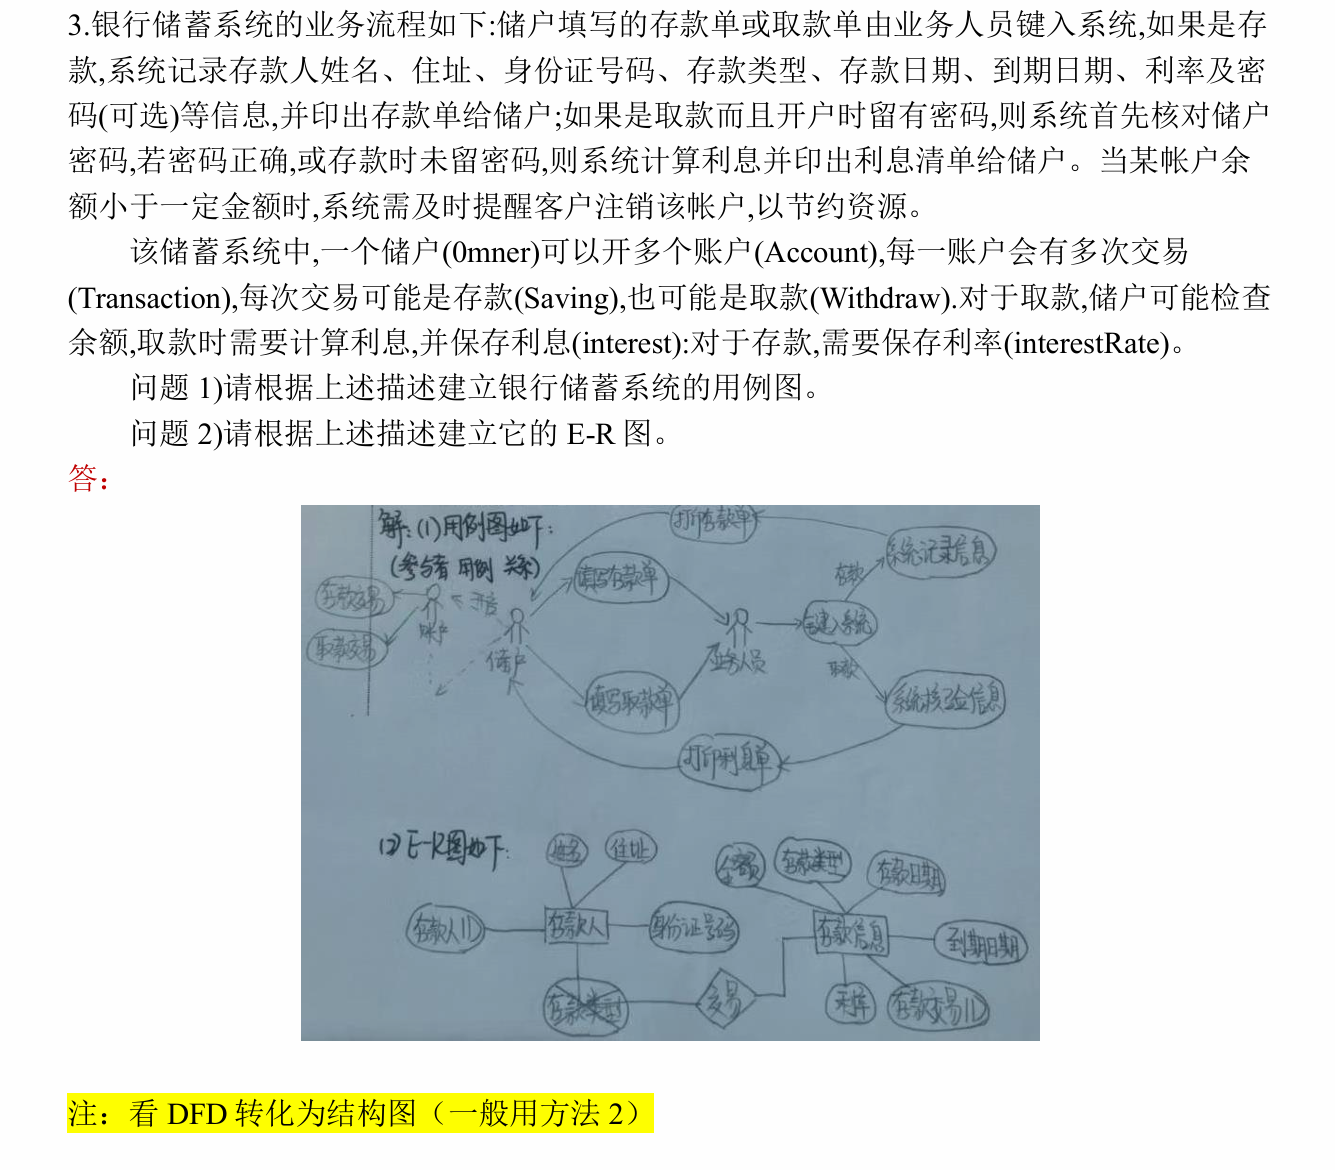 3.银行储蓄系统的业务流程如下:储户填写的存款单或取款单由业务人员键入系统,如果是存
款,系统记录存款人姓名、住址、身份证号码、存款类型、存款日期、到期日期、利率及密
码(可选)等信息,并印出存款单给储户;如果是取款而且开户时留有密码,则系统首先核对储户
密码,若密码正确,或存款时未留密码,则系统计算利息并印出利息清单给储户。当某帐户余
额小于一定金额时,系统需及时提醒客户注销该帐户,以节约资源。
该储蓄系统中,一个储户(0mner)可以开多个账户(Account),每一账户会有多次交易
(Transaction),每次交易可能是存款(Saving),也可能是取款(Withdraw).对于取款,储户可能检查
余额,取款时需要计算利息,并保存利息(interest):对于存款,需要保存利率(interestRate)。
问题 1)请根据上述描述建立银行储蓄系统的用例图。
问题 2)请根据上述描述建立它的 E-R 图。
答：
解:(1)用例图如下:
(参与者 用例 关系)
打印存款单
系统记录信息
填写存款单
存款
存款交易
账户
取款交易
储户
业务人员
键入系统
取款
填写取款单
系统核验信息
打印利息单
(2)E-R图如下:
姓名
住址
金额
存款类型
存款日期
存款人ID
存款人
身份证号码
存款信息
到期日期
存款类型
交易
利率
存款交易ID
注：看 DFD 转化为结构图（一般用方法 2）